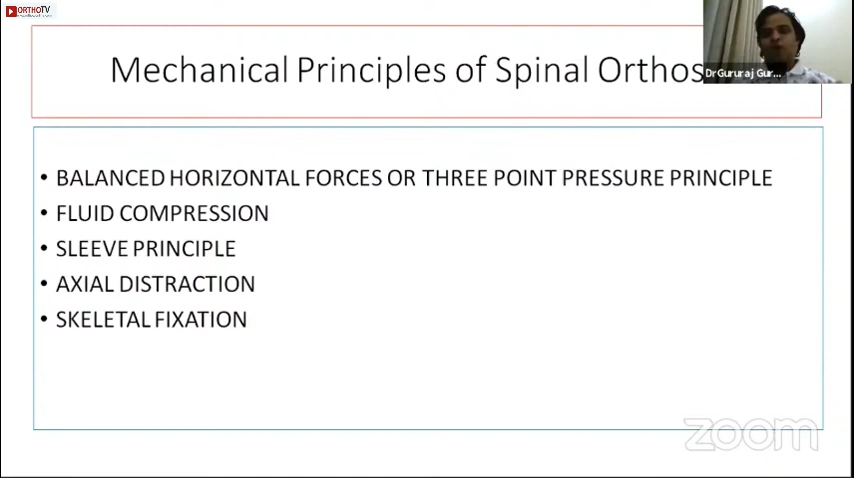 ORTHOTV
Mechanical Principles of Spinal Orthos
Dr Gururaj Gur...
• BALANCED HORIZONTAL FORCES OR THREE POINT PRESSURE PRINCIPLE
• FLUID COMPRESSION
• SLEEVE PRINCIPLE
• AXIAL DISTRACTION
• SKELETAL FIXATION
zoom